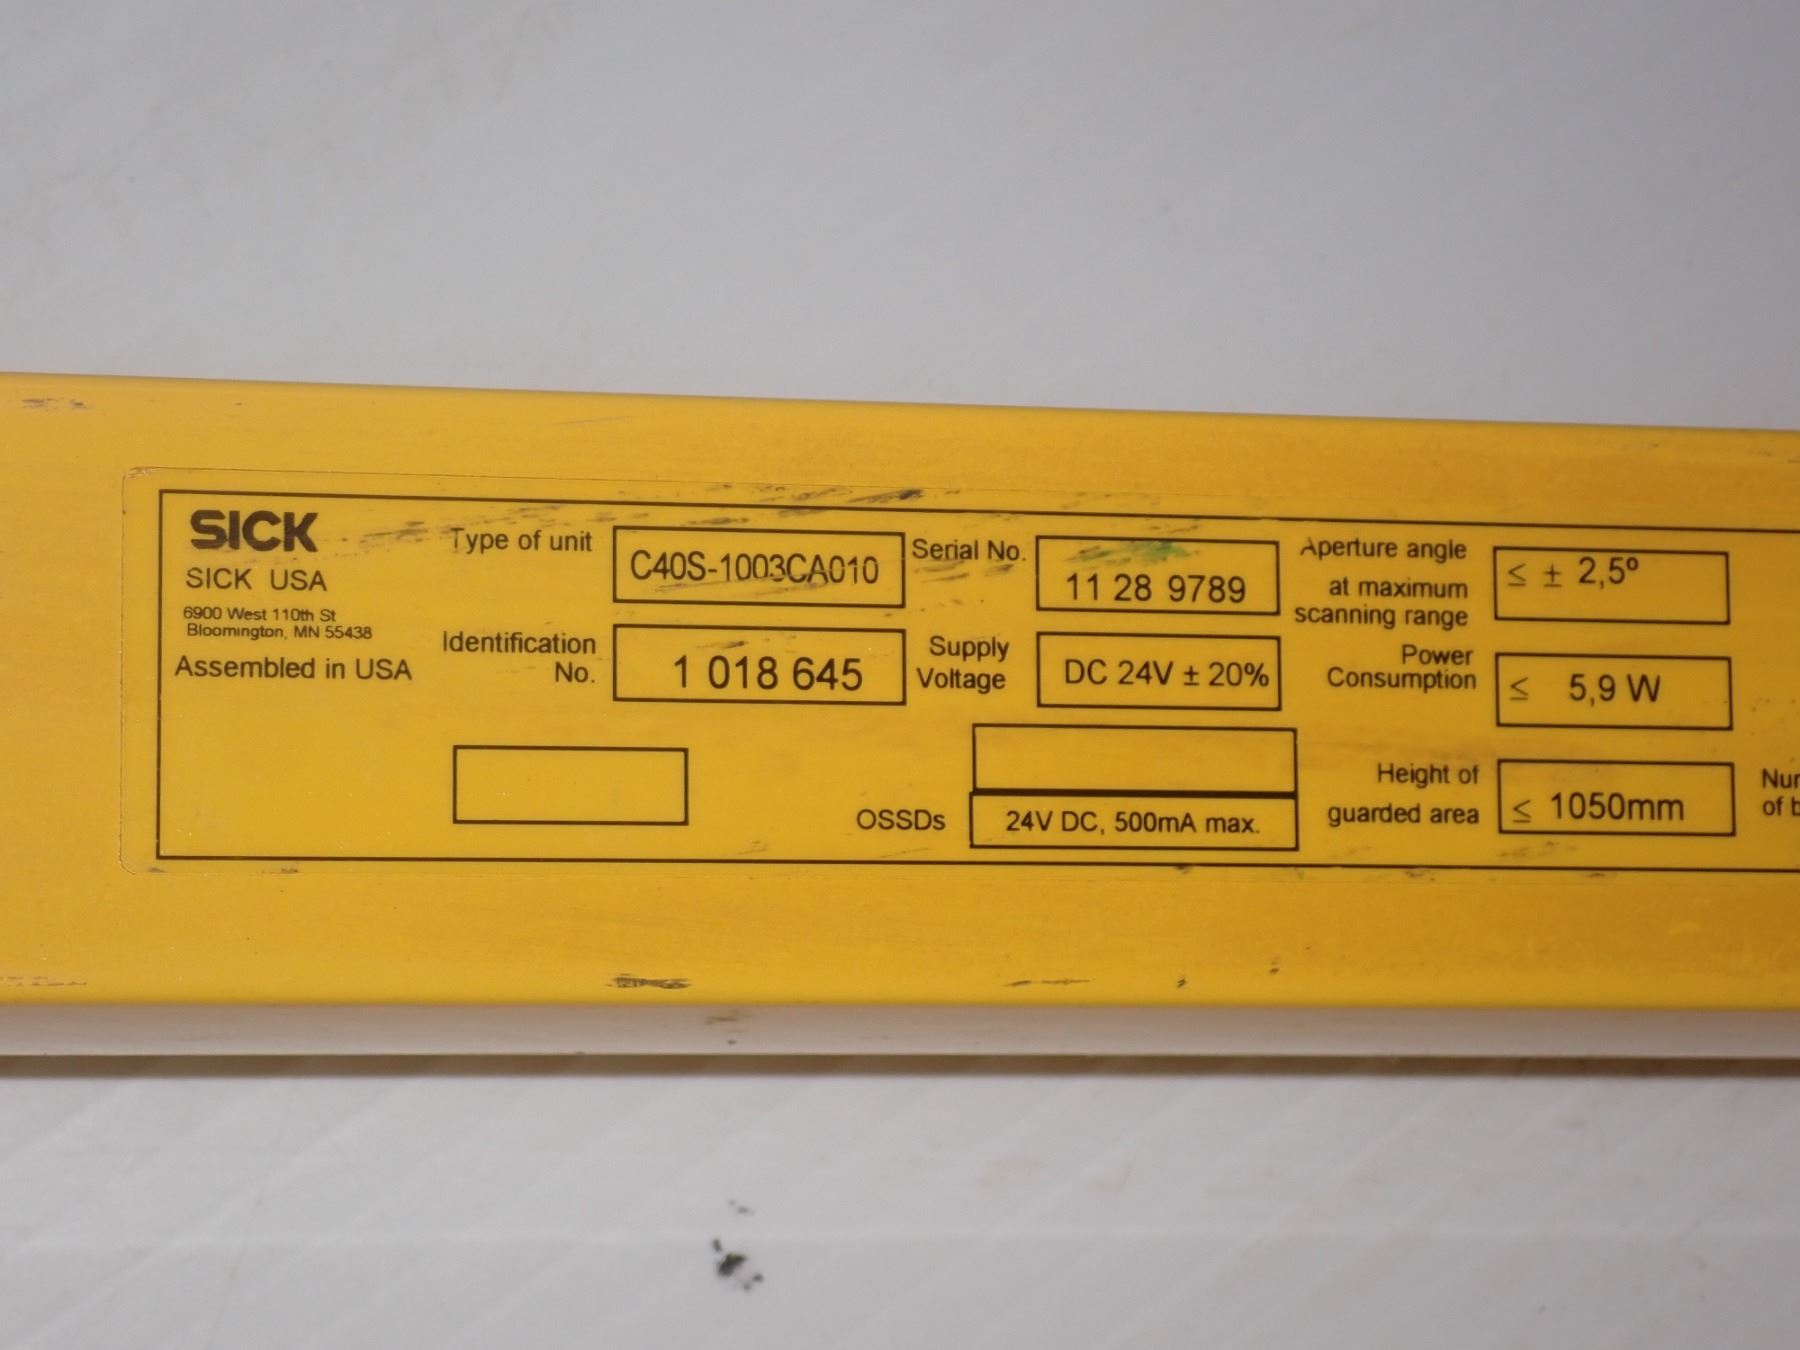 SICK
SICK USA
6900 West 110th St
Bloomington, MN 55438
Assembled in USA
Type of unit
C40S-1003CA010
Identification
No.
1 018 645
Serial No.
11 28 9789
Supply
Voltage
DC 24V ± 20%
OSSDs
24V DC, 500mA max.
Aperture angle
at maximum
scanning range
≤ ± 2,5º
Power
Consumption
≤ 5,9 W
Height of
guarded area
≤ 1050mm
of